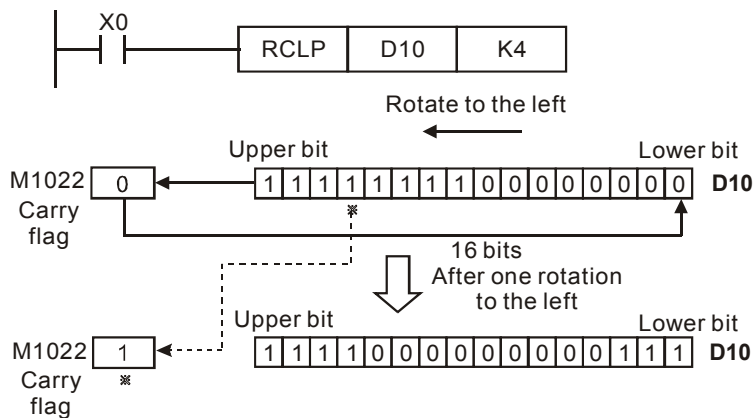 X0
RCLP D10 K4
Rotate to the left
Upper bit Lower bit
M1022 0 1 1 1 1 1 1 1 1 0 0 0 0 0 0 0 0 D10
Carry
flag
※
16 bits
After one rotation
to the left
Upper bit Lower bit
M1022 1 1 1 1 1 0 0 0 0 0 0 0 0 0 1 1 1 D10
Carry ※
flag